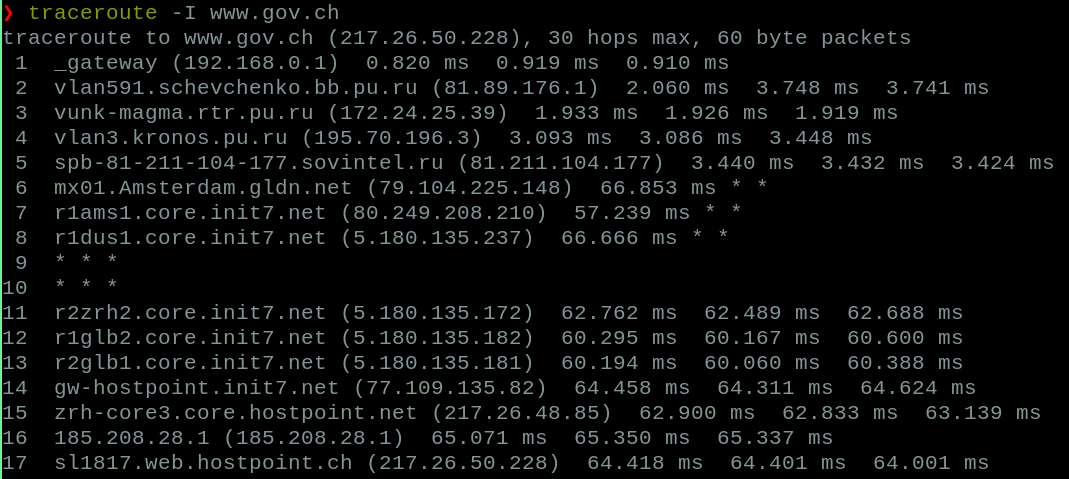 ❯ traceroute -I www.gov.ch
traceroute to www.gov.ch (217.26.50.228), 30 hops max, 60 byte packets
 1  _gateway (192.168.0.1)  0.820 ms  0.919 ms  0.910 ms
 2  vlan591.schevchenko.bb.pu.ru (81.89.176.1)  2.060 ms  3.748 ms  3.741 ms
 3  vunk-magma.rtr.pu.ru (172.24.25.39)  1.933 ms  1.926 ms  1.919 ms
 4  vlan3.kronos.pu.ru (195.70.196.3)  3.093 ms  3.086 ms  3.448 ms
 5  spb-81-211-104-177.sovintel.ru (81.211.104.177)  3.440 ms  3.432 ms  3.424 ms
 6  mx01.Amsterdam.gldn.net (79.104.225.148)  66.853 ms * *
 7  r1ams1.core.init7.net (80.249.208.210)  57.239 ms * *
 8  r1dus1.core.init7.net (5.180.135.237)  66.666 ms * *
 9  * * *
10  * * *
11  r2zrh2.core.init7.net (5.180.135.172)  62.762 ms  62.489 ms  62.688 ms
12  r1glb2.core.init7.net (5.180.135.182)  60.295 ms  60.167 ms  60.600 ms
13  r2glb1.core.init7.net (5.180.135.181)  60.194 ms  60.060 ms  60.388 ms
14  gw-hostpoint.init7.net (77.109.135.82)  64.458 ms  64.311 ms  64.624 ms
15  zrh-core3.core.hostpoint.net (217.26.48.85)  62.900 ms  62.833 ms  63.139 ms
16  185.208.28.1 (185.208.28.1)  65.071 ms  65.350 ms  65.337 ms
17  sl1817.web.hostpoint.ch (217.26.50.228)  64.418 ms  64.401 ms  64.001 ms